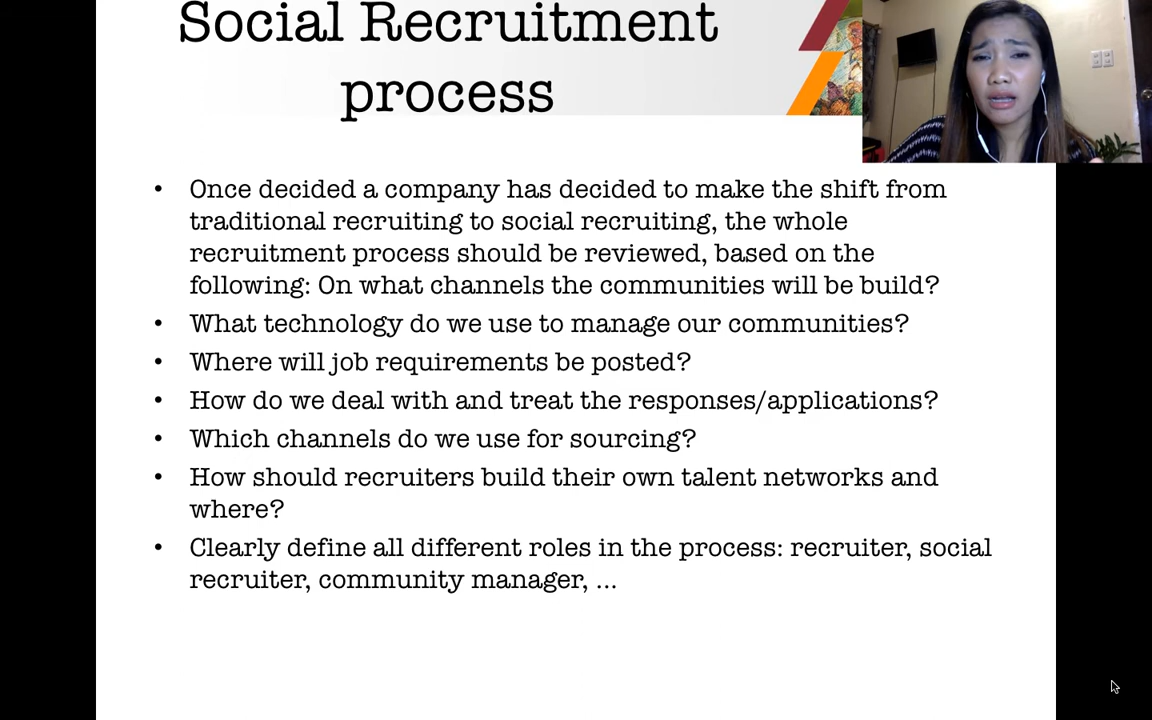 Social Recruitment
process
• Once decided a company has decided to make the shift from
traditional recruiting to social recruiting, the whole
recruitment process should be reviewed, based on the
following: On what channels the communities will be build?
• What technology do we use to manage our communities?
• Where will job requirements be posted?
• How do we deal with and treat the responses/applications?
• Which channels do we use for sourcing?
• How should recruiters build their own talent networks and
where?
• Clearly define all different roles in the process: recruiter, social
recruiter, community manager, ...